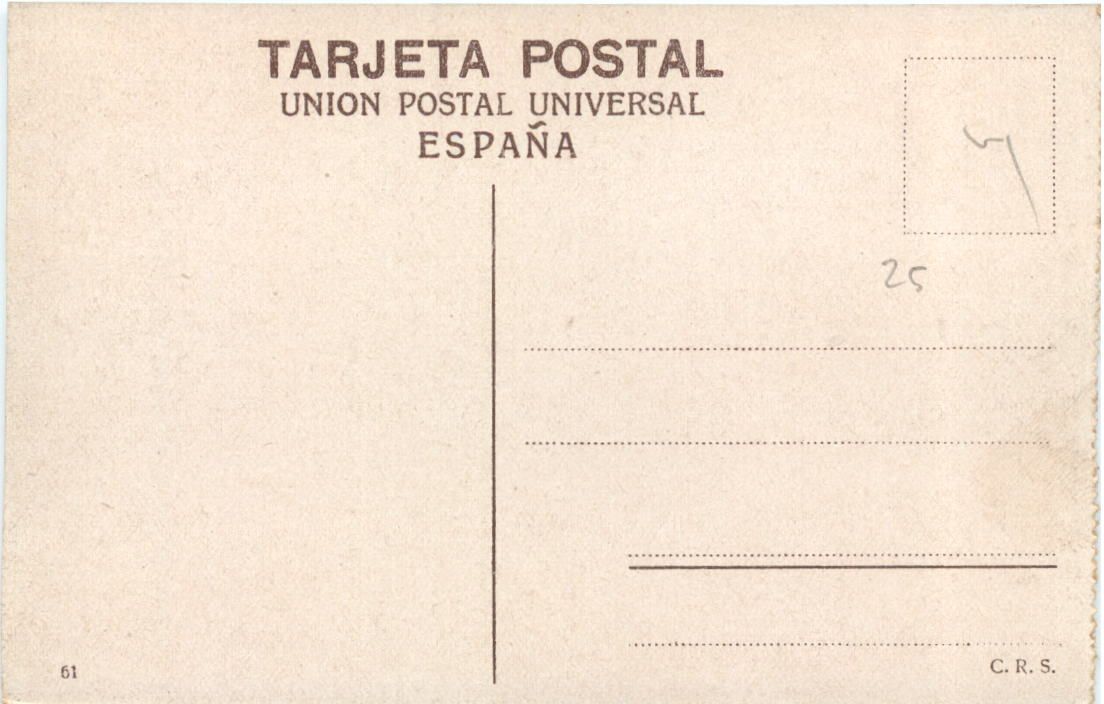 TARJETA POSTAL
UNION POSTAL UNIVERSAL
ESPAÑA
25
61
C. R. S.